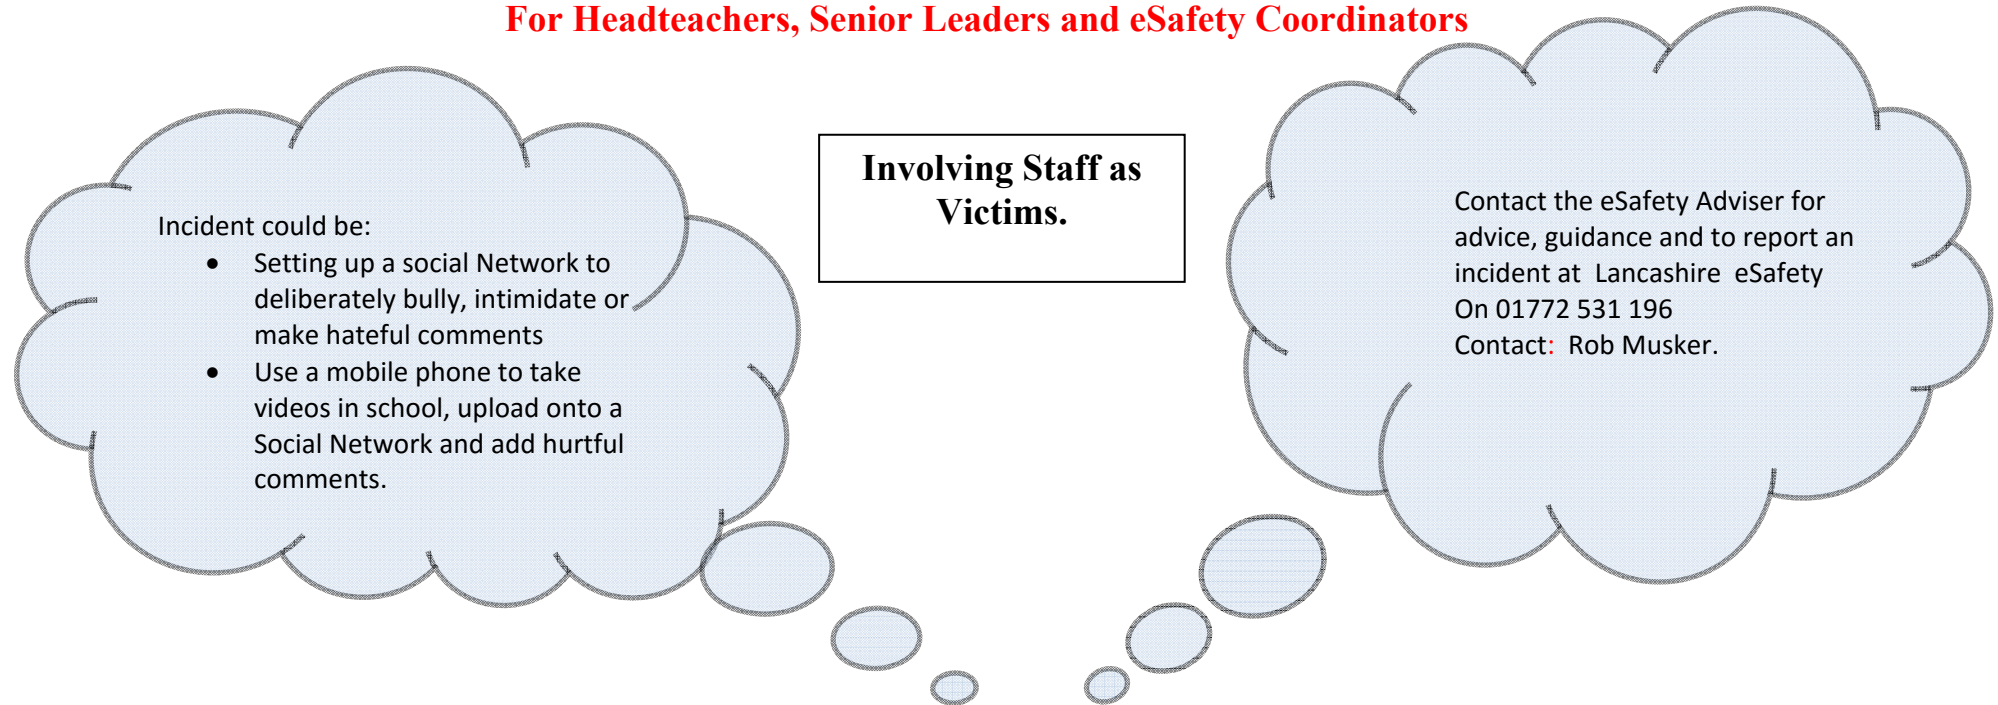 For Headteachers, Senior Leaders and eSafety Coordinators
Involving Staff as
Victims.
Incident could be:
• Setting up a social Network to
deliberately bully, intimidate or
make hateful comments
• Use a mobile phone to take
videos in school, upload onto a
Social Network and add hurtful
comments.
Contact the eSafety Adviser for
advice, guidance and to report an
incident at Lancashire eSafety
On 01772 531 196
Contact: Rob Musker.